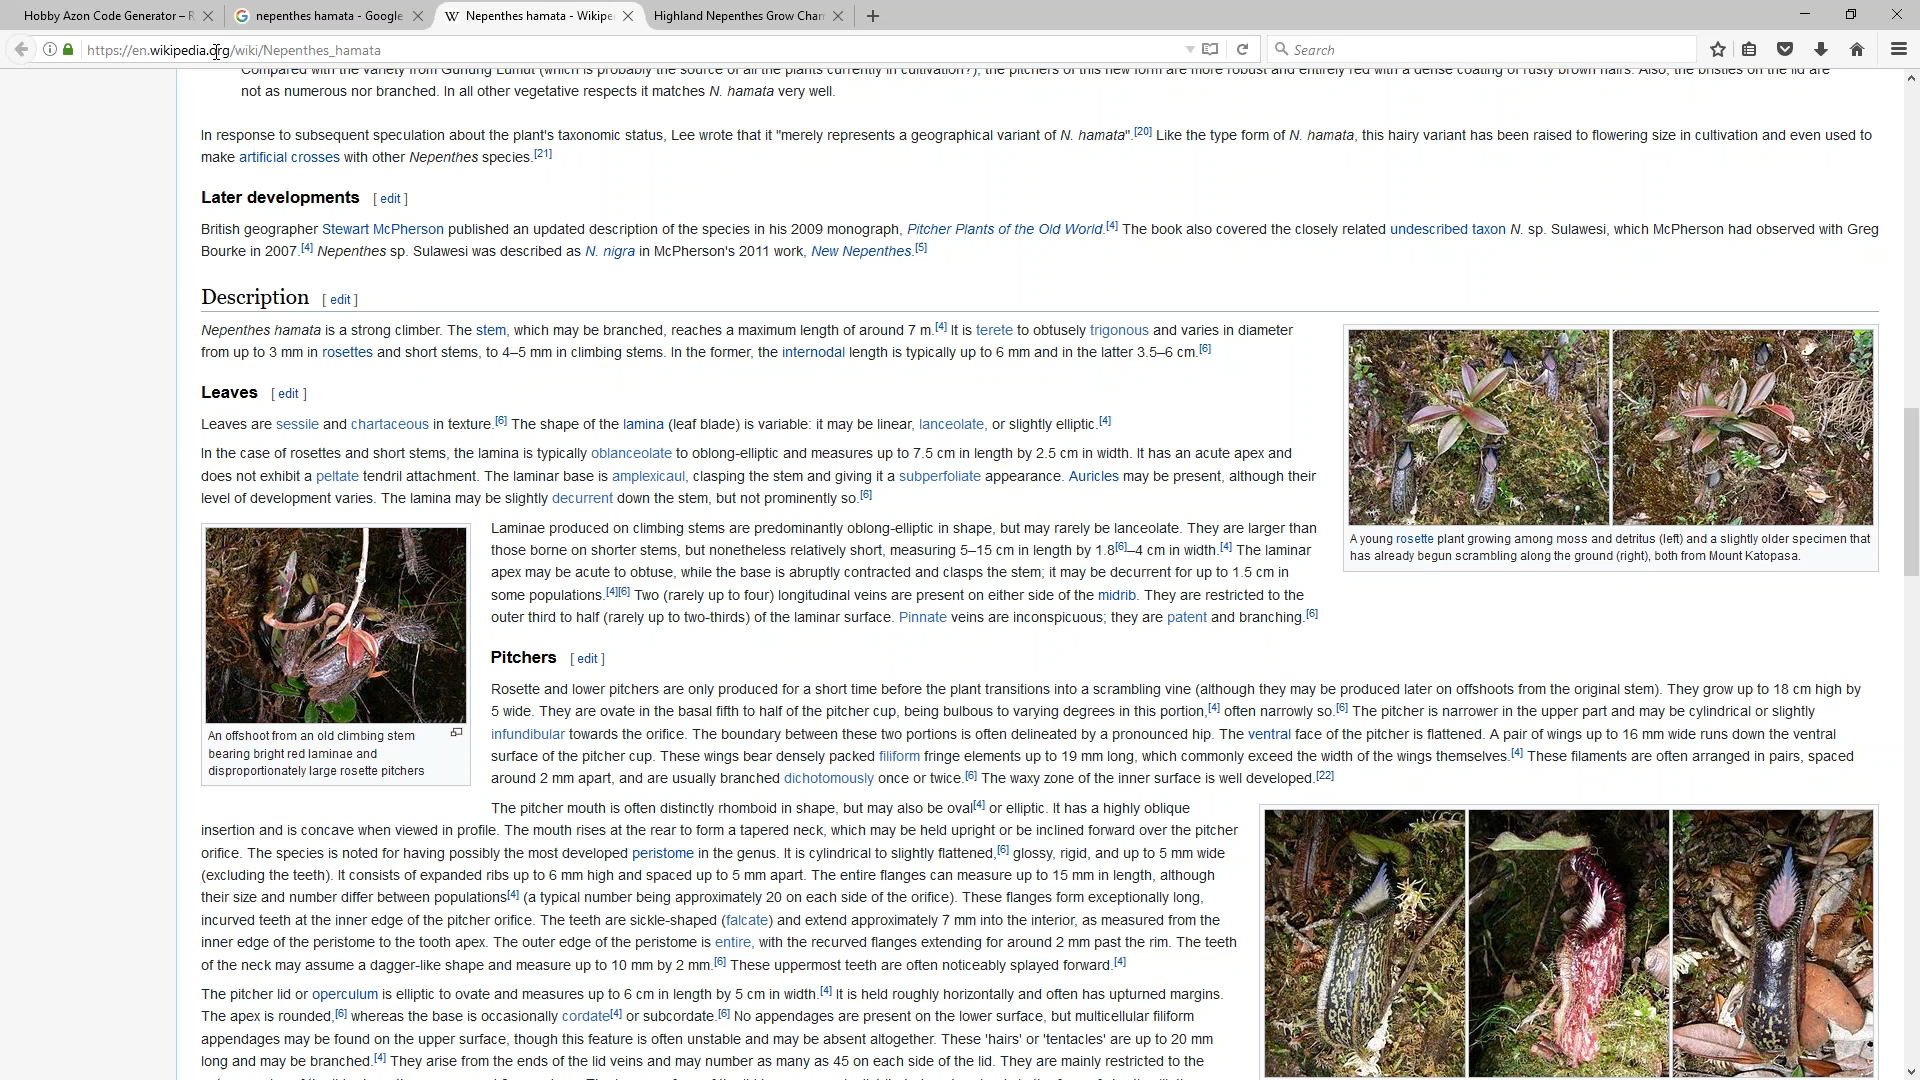 Hobby Azon Code Generator – R
nepenthes hamata - Google
Nepenthes hamata - Wikipe
Highland Nepenthes Grow Cham
https://en.wikipedia.org/wiki/Nepenthes_hamata
Search
Compared with the variety from Gunung Lumut (which is probably the source of all the plants currently in cultivation?), the pitchers of this new form are more robust and entirely red with a dense coating of rusty brown hairs. Also, the bristles on the lid are
not as numerous nor branched. In all other vegetative respects it matches N. hamata very well.
In response to subsequent speculation about the plant's taxonomic status, Lee wrote that it "merely represents a geographical variant of N. hamata".[20] Like the type form of N. hamata, this hairy variant has been raised to flowering size in cultivation and even used to
make artificial crosses with other Nepenthes species.[21]
Later developments [ edit ]
British geographer Stewart McPherson published an updated description of the species in his 2009 monograph, Pitcher Plants of the Old World.[4] The book also covered the closely related undescribed taxon N. sp. Sulawesi, which McPherson had observed with Greg
Bourke in 2007.[4] Nepenthes sp. Sulawesi was described as N. nigra in McPherson's 2011 work, New Nepenthes.[5]
Description [ edit ]
Nepenthes hamata is a strong climber. The stem, which may be branched, reaches a maximum length of around 7 m.[4] It is terete to obtusely trigonous and varies in diameter
from up to 3 mm in rosettes and short stems, to 4–5 mm in climbing stems. In the former, the internodal length is typically up to 6 mm and in the latter 3.5–6 cm.[6]
Leaves [ edit ]
Leaves are sessile and chartaceous in texture.[6] The shape of the lamina (leaf blade) is variable: it may be linear, lanceolate, or slightly elliptic.[4]
In the case of rosettes and short stems, the lamina is typically oblanceolate to oblong-elliptic and measures up to 7.5 cm in length by 2.5 cm in width. It has an acute apex and
does not exhibit a peltate tendril attachment. The laminar base is amplexicaul, clasping the stem and giving it a subperfoliate appearance. Auricles may be present, although their
level of development varies. The lamina may be slightly decurrent down the stem, but not prominently so.[6]
A young rosette plant growing among moss and detritus (left) and a slightly older specimen that
has already begun scrambling along the ground (right), both from Mount Katopasa.
Laminae produced on climbing stems are predominantly oblong-elliptic in shape, but may rarely be lanceolate. They are larger than
those borne on shorter stems, but nonetheless relatively short, measuring 5–15 cm in length by 1.8[6]–4 cm in width.[4] The laminar
apex may be acute to obtuse, while the base is abruptly contracted and clasps the stem; it may be decurrent for up to 1.5 cm in
some populations.[4][6] Two (rarely up to four) longitudinal veins are present on either side of the midrib. They are restricted to the
outer third to half (rarely up to two-thirds) of the laminar surface. Pinnate veins are inconspicuous; they are patent and branching.[6]
An offshoot from an old climbing stem
bearing bright red laminae and
disproportionately large rosette pitchers
Pitchers [ edit ]
Rosette and lower pitchers are only produced for a short time before the plant transitions into a scrambling vine (although they may be produced later on offshoots from the original stem). They grow up to 18 cm high by
5 wide. They are ovate in the basal fifth to half of the pitcher cup, being bulbous to varying degrees in this portion,[4] often narrowly so.[6] The pitcher is narrower in the upper part and may be cylindrical or slightly
infundibular towards the orifice. The boundary between these two portions is often delineated by a pronounced hip. The ventral face of the pitcher is flattened. A pair of wings up to 16 mm wide runs down the ventral
surface of the pitcher cup. These wings bear densely packed filiform fringe elements up to 19 mm long, which commonly exceed the width of the wings themselves.[4] These filaments are often arranged in pairs, spaced
around 2 mm apart, and are usually branched dichotomously once or twice.[6] The waxy zone of the inner surface is well developed.[22]
The pitcher mouth is often distinctly rhomboid in shape, but may also be oval[4] or elliptic. It has a highly oblique
insertion and is concave when viewed in profile. The mouth rises at the rear to form a tapered neck, which may be held upright or be inclined forward over the pitcher
orifice. The species is noted for having possibly the most developed peristome in the genus. It is cylindrical to slightly flattened,[6] glossy, rigid, and up to 5 mm wide
(excluding the teeth). It consists of expanded ribs up to 6 mm high and spaced up to 5 mm apart. The entire flanges can measure up to 15 mm in length, although
their size and number differ between populations[4] (a typical number being approximately 20 on each side of the orifice). These flanges form exceptionally long,
incurved teeth at the inner edge of the pitcher orifice. The teeth are sickle-shaped (falcate) and extend approximately 7 mm into the interior, as measured from the
inner edge of the peristome to the tooth apex. The outer edge of the peristome is entire, with the recurved flanges extending for around 2 mm past the rim. The teeth
of the neck may assume a dagger-like shape and measure up to 10 mm by 2 mm.[6] These uppermost teeth are often noticeably splayed forward.[4]
The pitcher lid or operculum is elliptic to ovate and measures up to 6 cm in length by 5 cm in width.[4] It is held roughly horizontally and often has upturned margins.
The apex is rounded,[6] whereas the base is occasionally cordate[4] or subcordate.[6] No appendages are present on the lower surface, but multicellular filiform
appendages may be found on the upper surface, though this feature is often unstable and may be absent altogether. These 'hairs' or 'tentacles' are up to 20 mm
long and may be branched.[4] They arise from the ends of the lid veins and may number as many as 45 on each side of the lid. They are mainly restricted to the